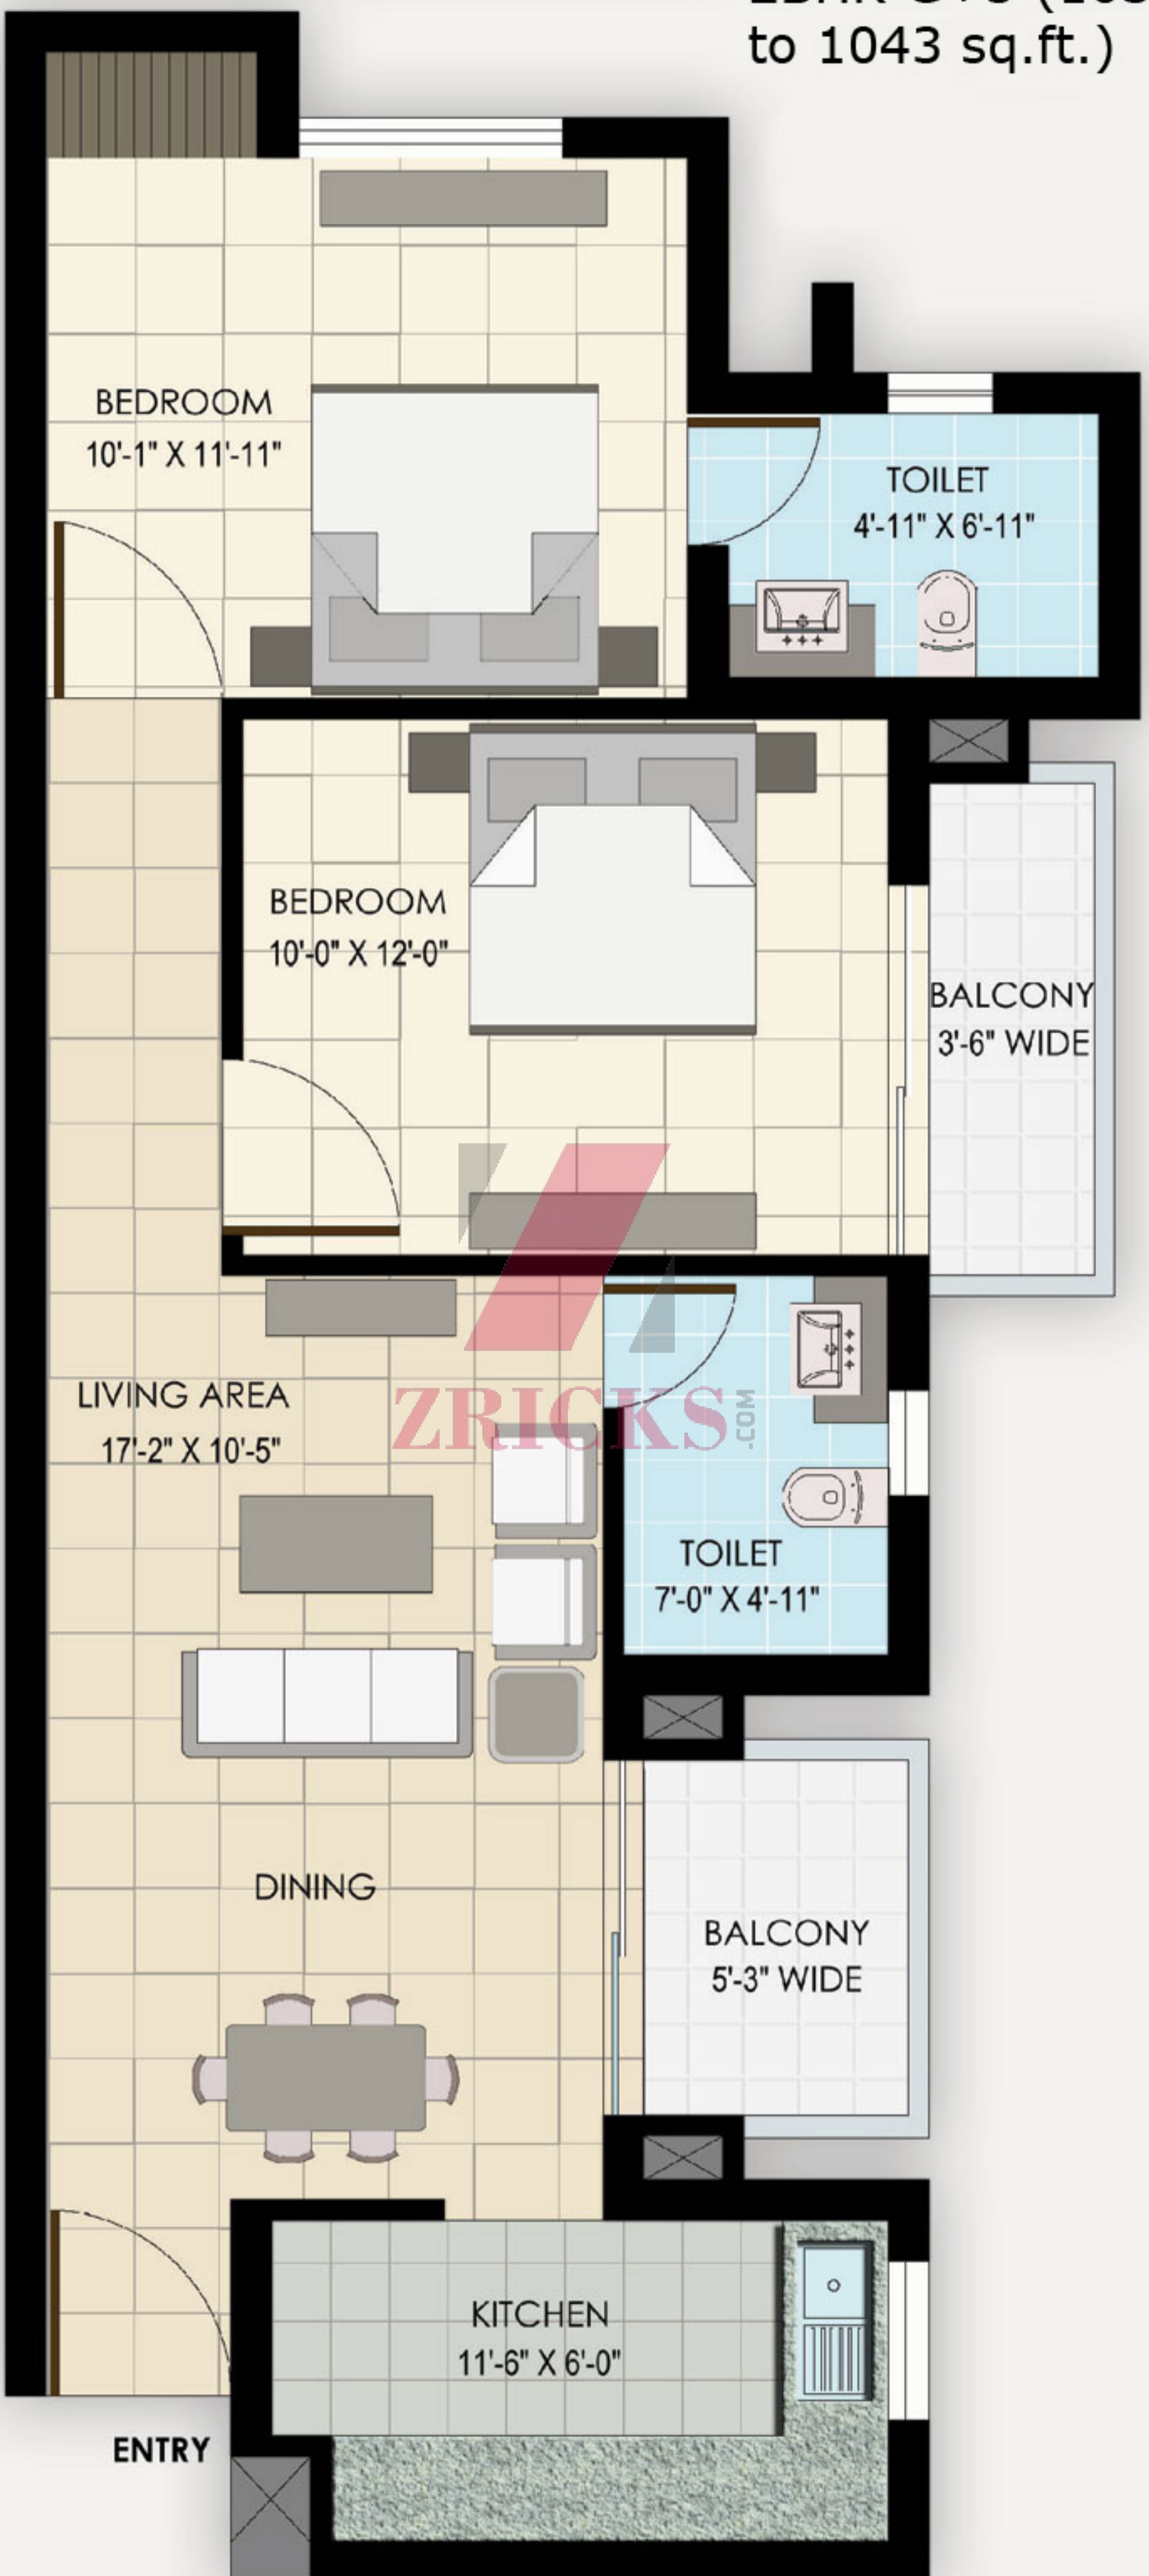 to 1043 sq.ft.)
BEDROOM
10'-1" X 11'-11"
TOILET
4'-11" X 6'-11"
BEDROOM
10'-0" X 12'-0"
BALCONY
3'-6" WIDE
LIVING AREA
17'-2" X 10'-5"
ZRICKS
.COM
TOILET
7'-0" X 4'-11"
DINING
BALCONY
5'-3" WIDE
KITCHEN
11'-6" X 6'-0"
ENTRY